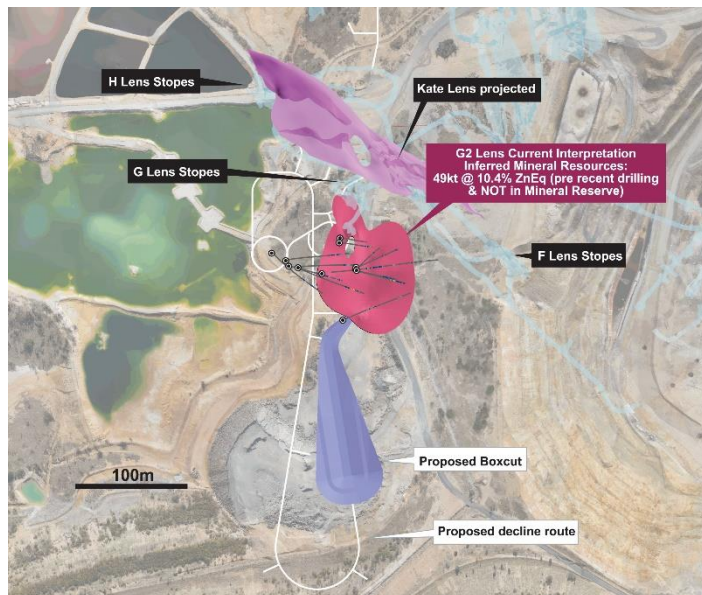 H Lens Stopes
Kate Lens projected
G2 Lens Current Interpretation
Inferred Mineral Resources:
49kt @ 10.4% ZnEq (pre recent drilling
& NOT in Mineral Reserve)
G Lens Stopes
F Lens Stopes
Proposed Boxcut
100m
Proposed decline route